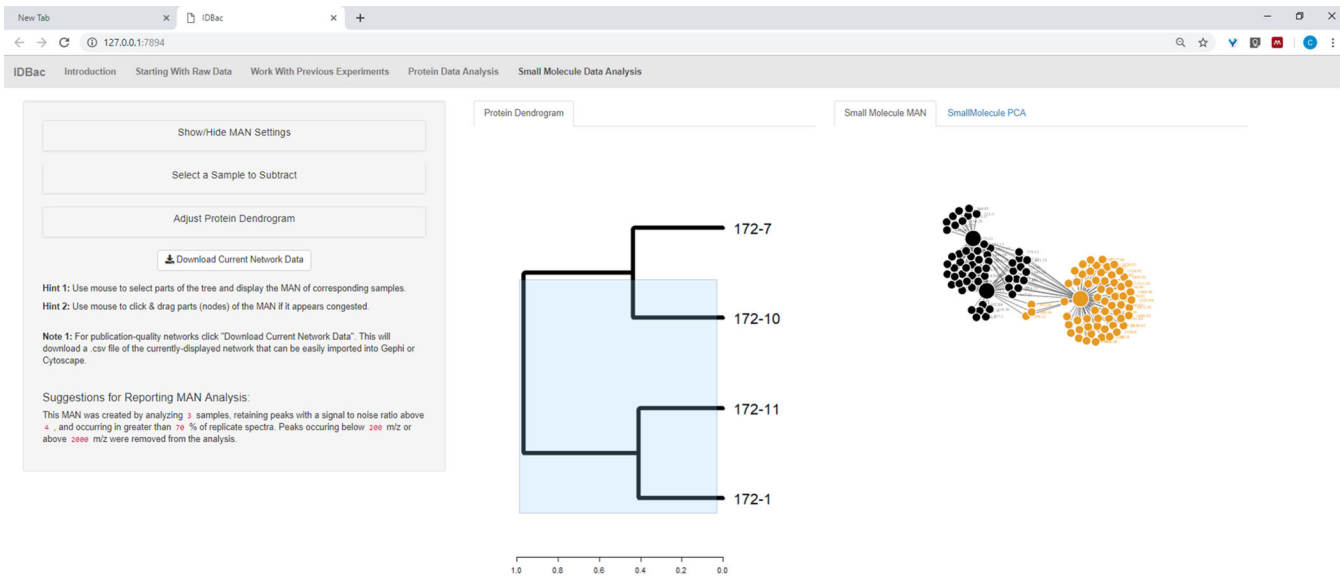 New Tab
IDBac
127.0.0.1:7894
IDBac Introduction Starting With Raw Data Work With Previous Experiments Protein Data Analysis Small Molecule Data Analysis
Show/Hide MAN Settings
Select a Sample to Subtract
Adjust Protein Dendrogram
Download Current Network Data
Hint 1: Use mouse to select parts of the tree and display the MAN of corresponding samples.
Hint 2: Use mouse to click & drag parts (nodes) of the MAN if it appears congested.
Note 1: For publication-quality networks click "Download Current Network Data". This will
download a .csv file of the currently-displayed network that can be easily imported into Gephi or
Cytoscape.
Suggestions for Reporting MAN Analysis:
This MAN was created by analyzing 3 samples, retaining peaks with a signal to noise ratio above
4 , and occurring in greater than 70 % of replicate spectra. Peaks occuring below 200 m/z or
above 2000 m/z were removed from the analysis.
Protein Dendrogram
172-7
172-10
172-11
172-1
1.0 0.8 0.6 0.4 0.2 0.0
Small Molecule MAN SmallMolecule PCA